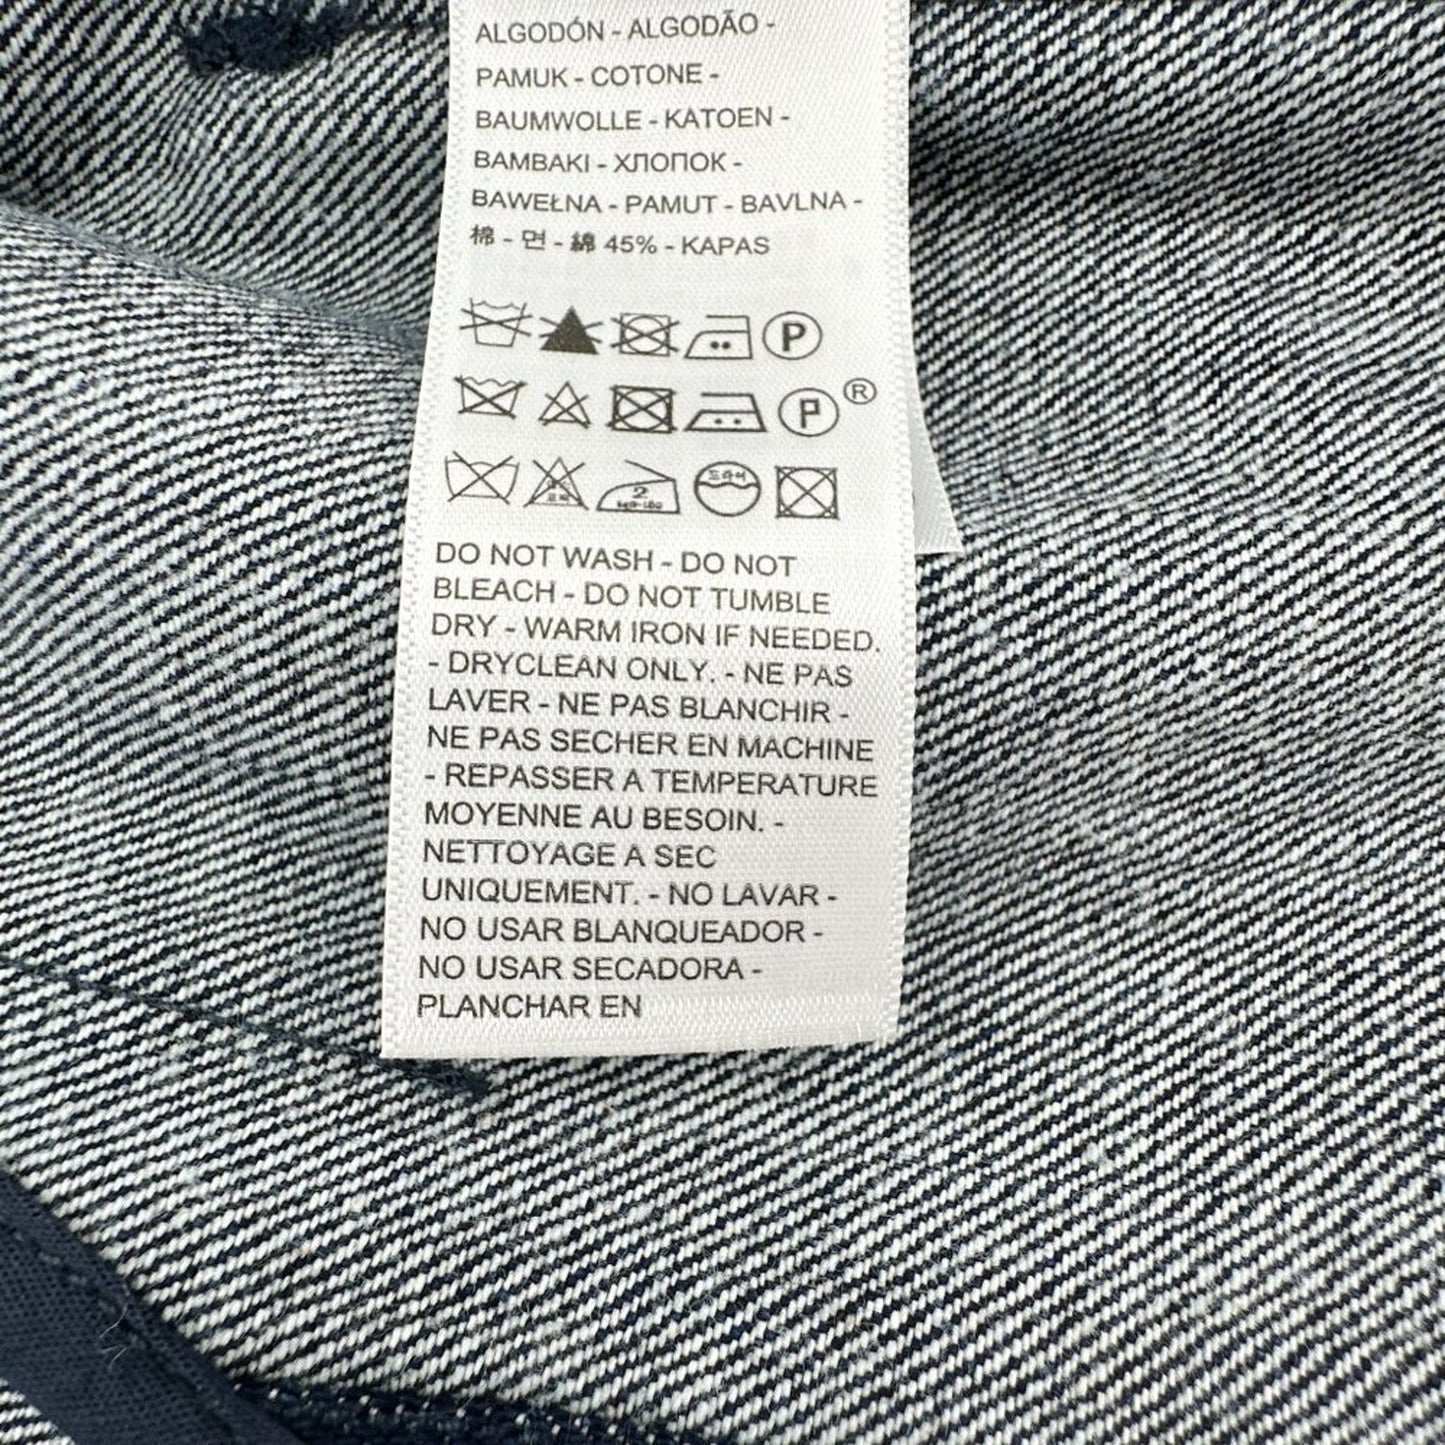 ALGODÓN - ALGODÃO -
PAMUK - COTONE -
BAUMWOLLE - KATOEN -
BAMBAKI - ХЛОПОК -
BAWEŁNA - PAMUT - BAVLNA -
棉 - 면 - 綿 45% - KAPAS
P
P ®
드라이
DO NOT WASH - DO NOT
BLEACH - DO NOT TUMBLE
DRY - WARM IRON IF NEEDED.
- DRYCLEAN ONLY. - NE PAS
LAVER - NE PAS BLANCHIR -
NE PAS SECHER EN MACHINE
- REPASSER A TEMPERATURE
MOYENNE AU BESOIN. -
NETTOYAGE A SEC
UNIQUEMENT. - NO LAVAR -
NO USAR BLANQUEADOR -
NO USAR SECADORA -
PLANCHAR EN